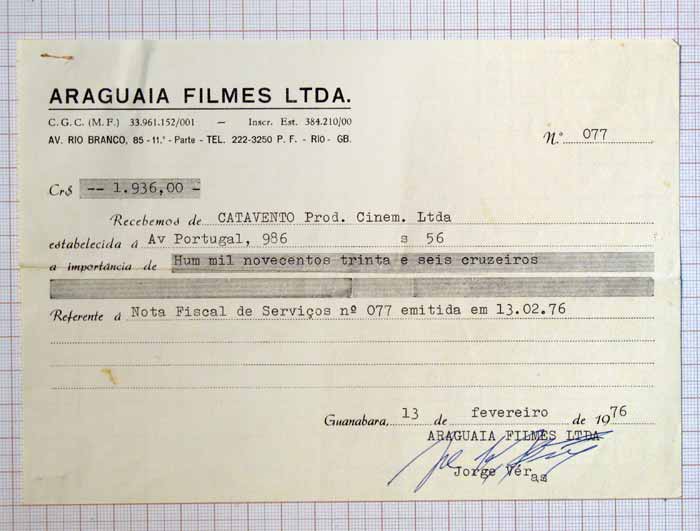 ARAGUAIA FILMES LTDA.
C. G. C. (M. F.) 33.961.152/001 — Inscr. Est. 384.210/00
AV. RIO BRANCO, 85 - 11.º - Parte - TEL. 222-3250 P. F. - RIO - GB.
N.º 077
Cr$ -- 1.936,00 -
Recebemos de CATAVENTO Prod. Cinem. Ltda
estabelecida á Av Portugal, 986 s 56
a importância de Hum mil novecentos trinta e seis cruzeiros
Referente á Nota Fiscal de Serviços nº 077 emitida em 13.02.76
Guanabara, 13 de fevereiro de 1976
ARAGUAIA FILMES LTDA
Jorge Véras